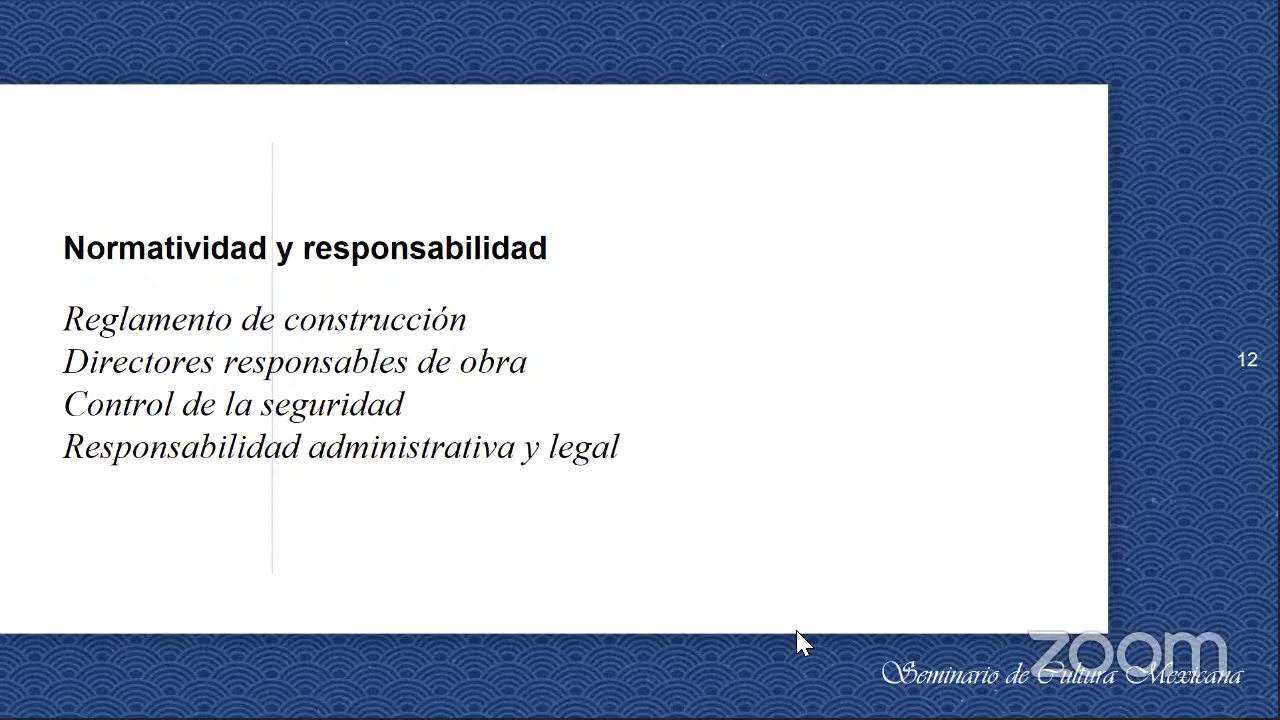 Normatividad y responsabilidad
Reglamento de construcción
Directores responsables de obra
Control de la seguridad
Responsabilidad administrativa y legal
12
zoom
Seminario de Cultura Mexicana